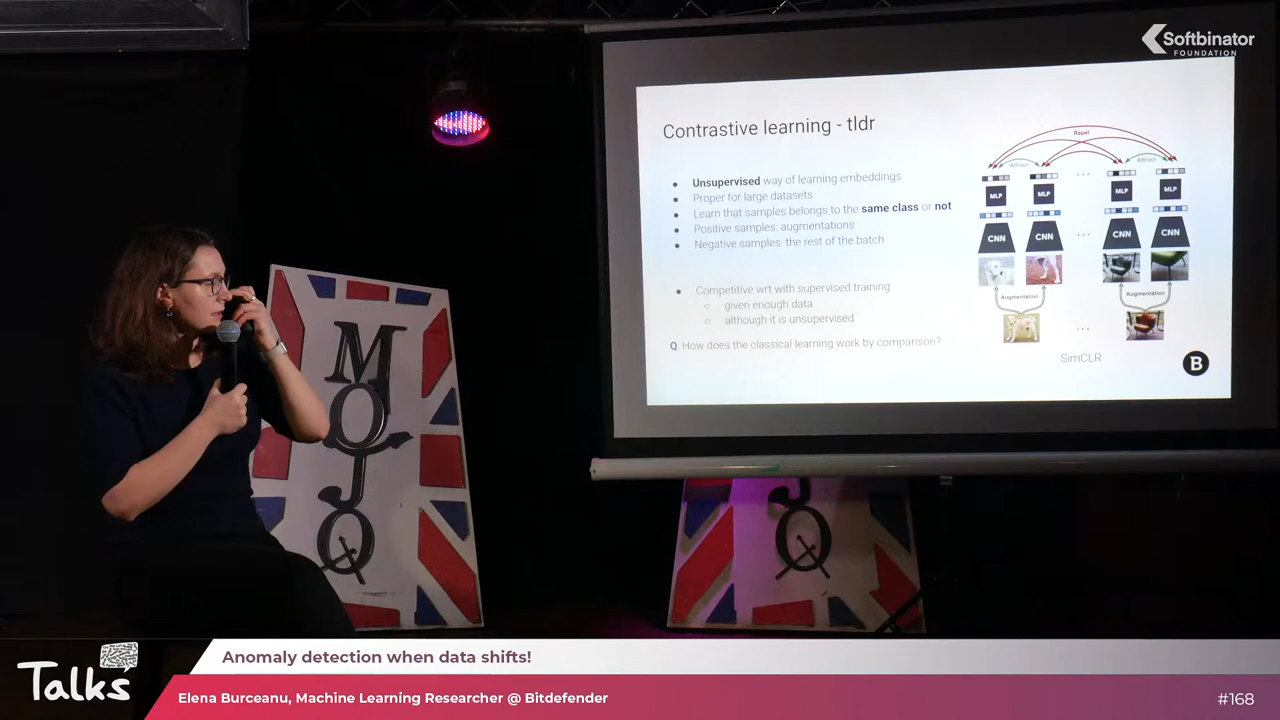 Softbinator
FOUNDATION
Contrastive learning - tldr
Unsupervised way of learning embeddings
Proper for large datasets
Learn that samples belongs to the same class or not
Positive samples: augmentations
Negative samples: the rest of the batch
Competitive wrt with supervised training
given enough data
although it is unsupervised
Q: How does the classical learning work by comparison?
Repel
Attract
Attract
MLP
MLP
...
MLP
MLP
CNN
CNN
...
CNN
CNN
Augmentation
Augmentation
...
SimCLR
B
MOJO
JO
Talks
Anomaly detection when data shifts!
Elena Burceanu, Machine Learning Researcher @ Bitdefender
#168